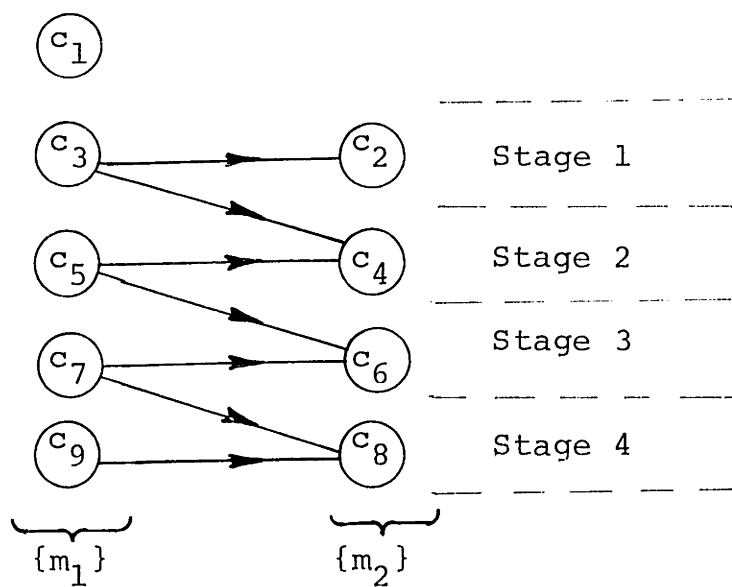 c₁
c₃ c₂ Stage 1
c₅ c₄ Stage 2
c₇ c₆ Stage 3
c₉ c₈ Stage 4
{m₁} {m₂}